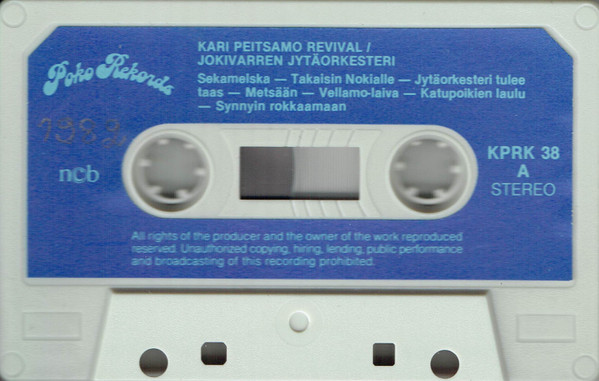 Poko Rekords
KARI PEITSAMO REVIVAL /
JOKIVARREN JYTÄORKESTERI
Sekamelska — Takaisin Nokialle — Jytäorkesteri tulee
taas — Metsään — Vellamo-laiva — Katupoikien laulu
— Synnyin rokkaamaan
1983
ncb
KPRK 38
A
STEREO
All rights of the producer and the owner of the work reproduced
reserved. Unauthorized copying, hiring, lending, public performance
and broadcasting of this recording prohibited.